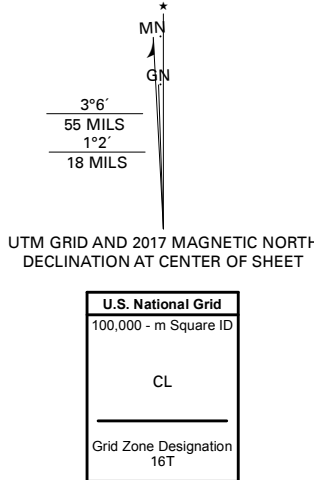 MN
GN
3°6´
55 MILS
1°2´
18 MILS
UTM GRID AND 2017 MAGNETIC NORTH
DECLINATION AT CENTER OF SHEET
U.S. National Grid
100,000 - m Square ID
CL
Grid Zone Designation
16T